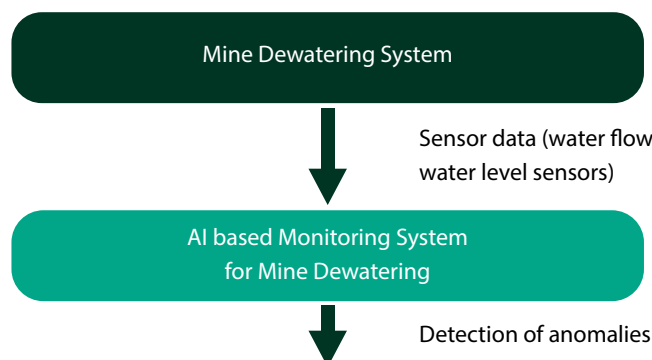 Mine Dewatering System
Sensor data (water flow
water level sensors)
AI based Monitoring System
for Mine Dewatering
Detection of anomalies